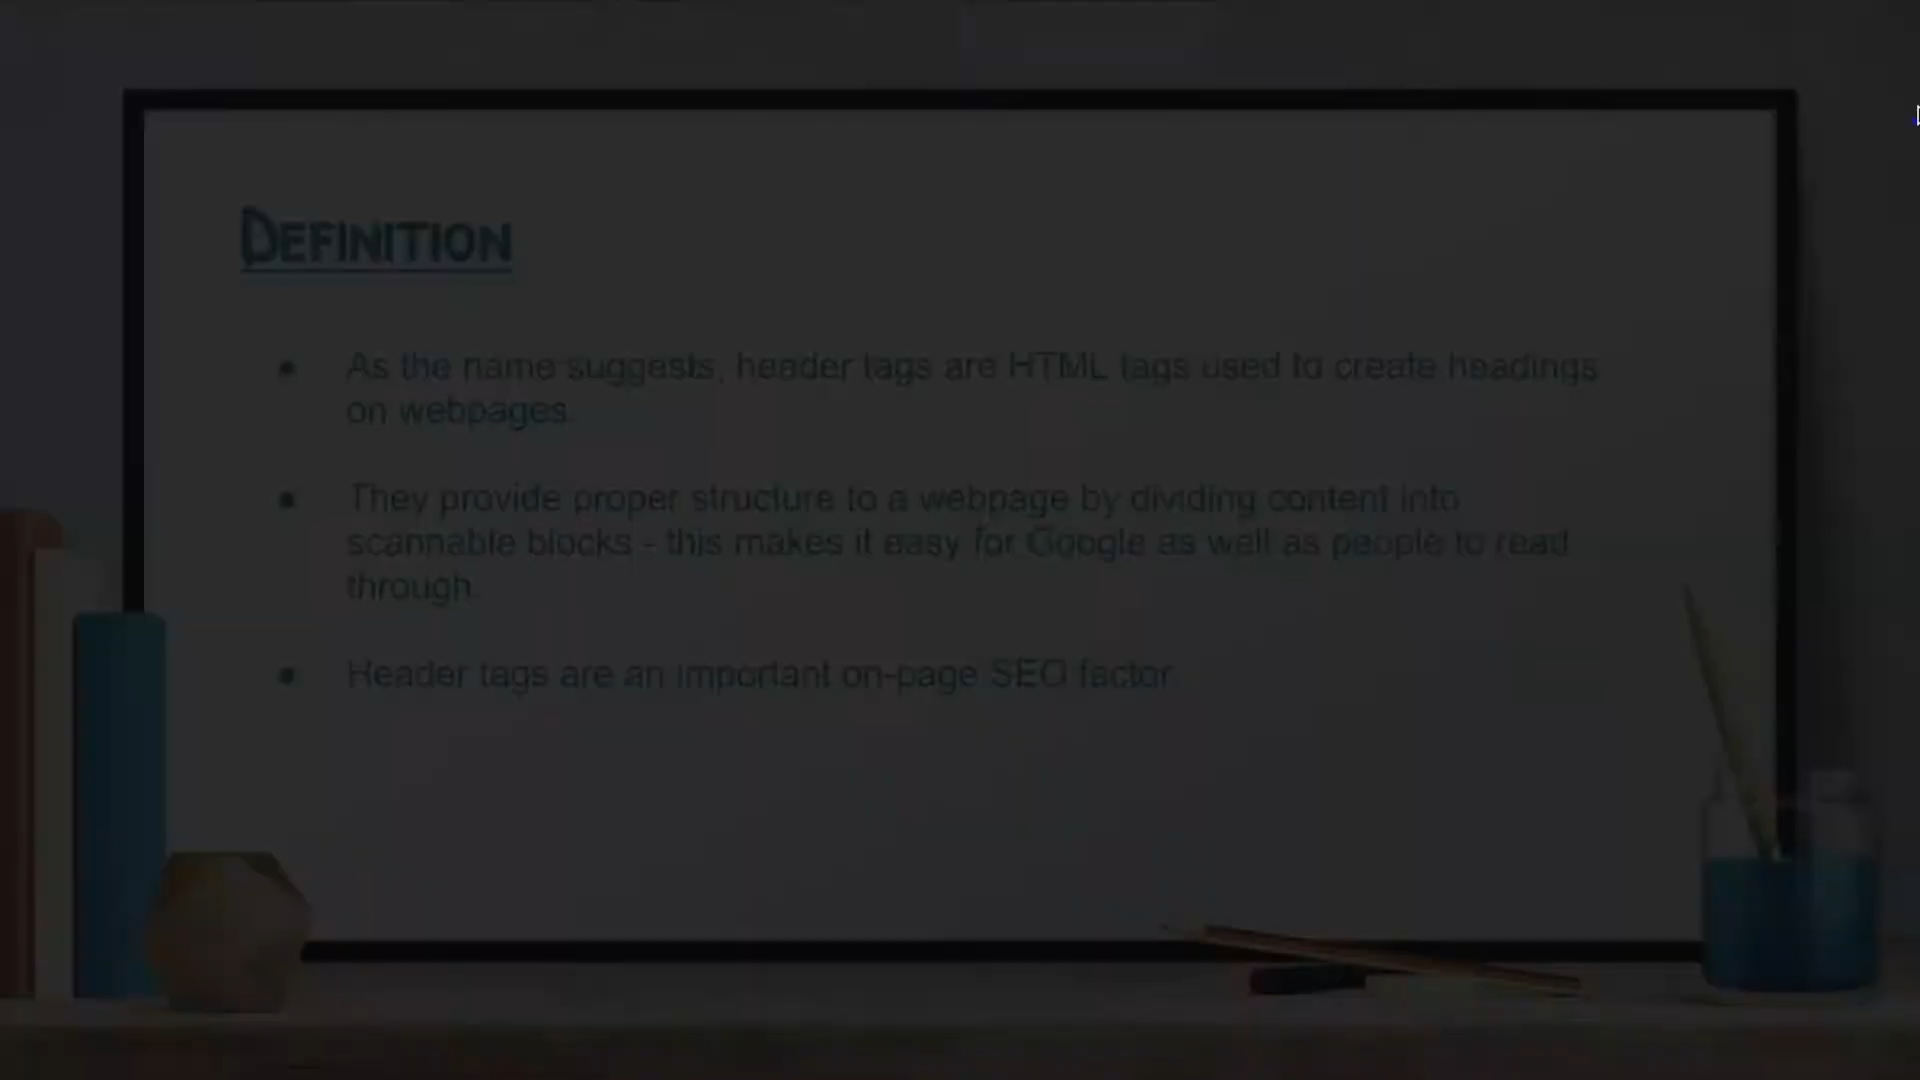 DEFINITION
● As the name suggests, header tags are HTML tags used to create headings
on webpages.
● They provide proper structure to a webpage by dividing content into
scannable blocks - this makes it easy for Google as well as people to read
through.
● Header tags are an important on-page SEO factor.